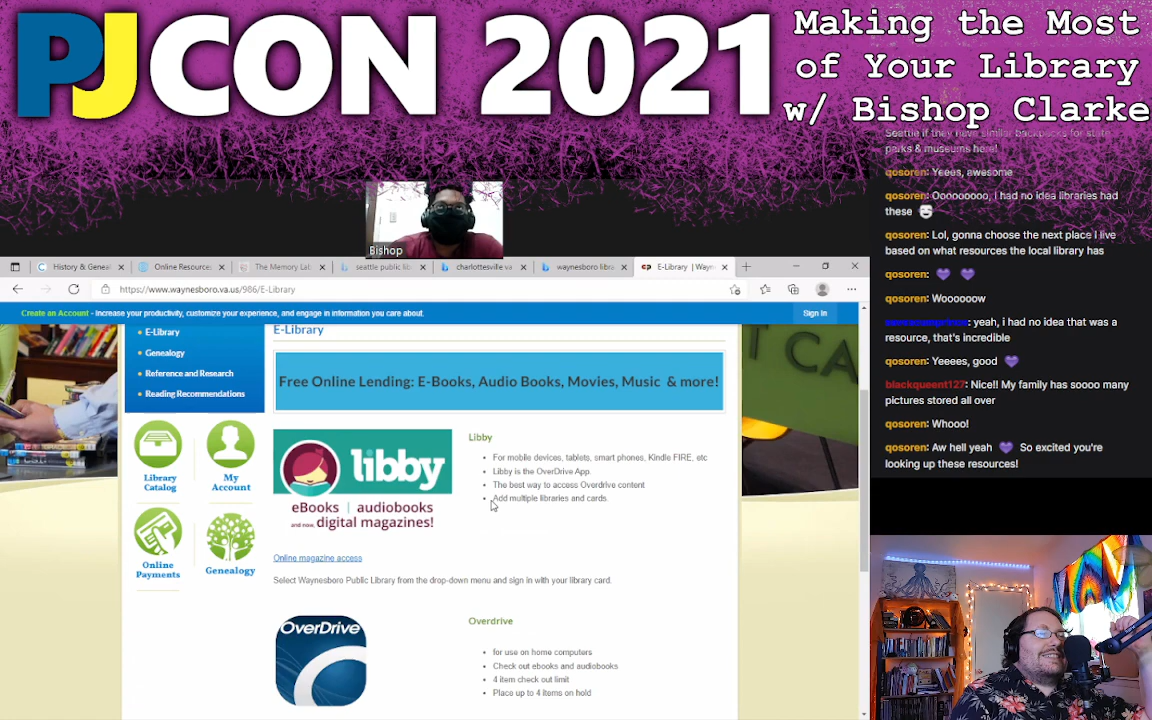 PJCON 2021
Making the Most
of Your Library
w/ Bishop Clarke
Seattle if they have similar backpacks for state
parks & museums here!
qosoren: Yeees, awesome
qosoren: Ooooooooo, I had no idea libraries had
these
qosoren: Lol, gonna choose the next place I live
based on what resources the local library has
qosoren: 
qosoren: Woooooow
yeah, i had no idea that was a
resource, that's incredible
qosoren: Yeeees, good
blackqueent127: Nice!! My family has soooo many
pictures stored all over
qosoren: Whooo!
qosoren: Aw hell yeah So excited you're
looking up these resources!
Bishop
History & Geneal
Online Resource
The Memory Lab
seattle public lib
charlottesville va
waynesboro libra
E-Library | Wayn
https://www.waynesboro.va.us/986/E-Library
Create an Account - Increase your productivity, customize your experience, and engage in information you care about.
Sign In
E-Library
Genealogy
Reference and Research
Reading Recommendations
Library
Catalog
My
Account
Online
Payments
Genealogy
E-Library
Free Online Lending: E-Books, Audio Books, Movies, Music & more!
libby
eBooks | audiobooks
and now, digital magazines!
Libby
For mobile devices, tablets, smart phones, Kindle FIRE, etc
Libby is the OverDrive App.
The best way to access Overdrive content
Add multiple libraries and cards
Online magazine access
Select Waynesboro Public Library from the drop-down menu and sign in with your library card.
OverDrive
Overdrive
for use on home computers
Check out ebooks and audiobooks
4 item check out limit
Place up to 4 items on hold